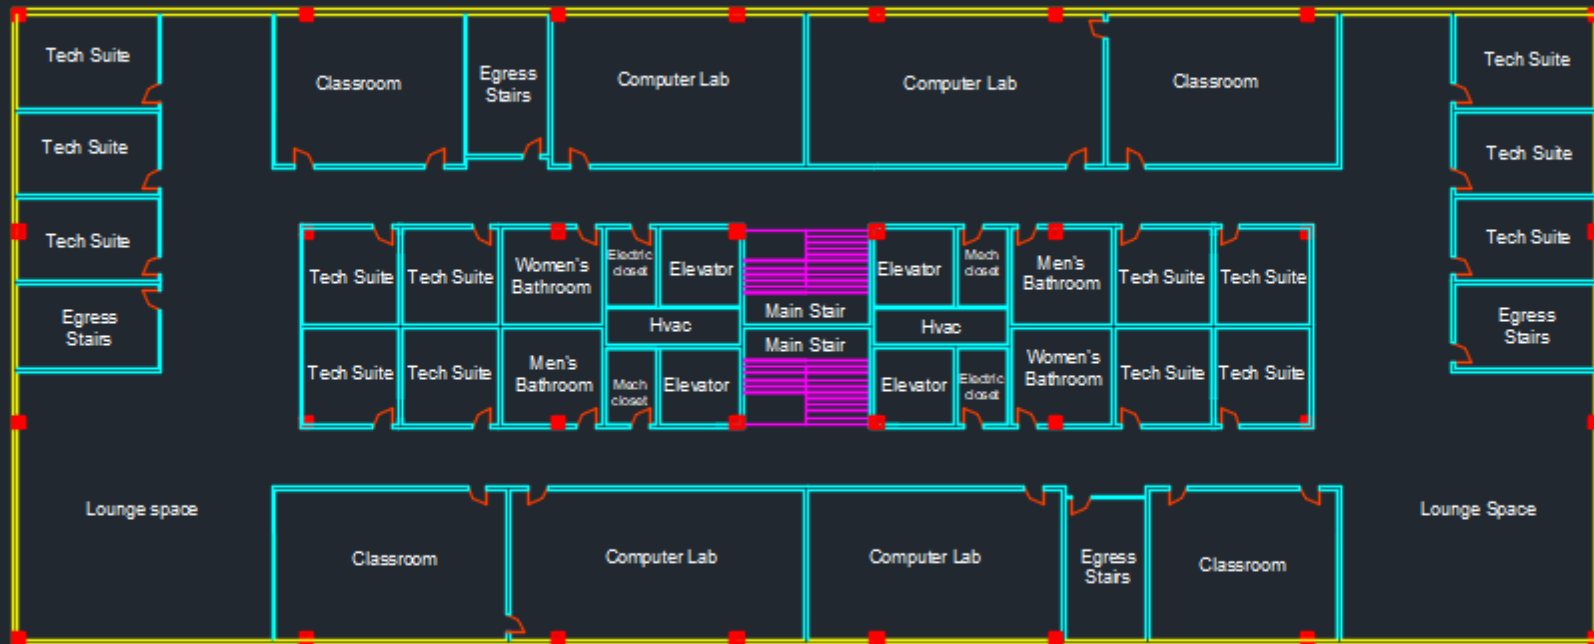 Tech Suite
Classroom
Egress
Stairs
Computer Lab
Computer Lab
Classroom
Tech Suite
Tech Suite
Tech Suite
Tech Suite
Tech Suite
Egress
Stairs
Egress
Stairs
Tech Suite
Tech Suite
Women's
Bathroom
Electric
closet
Elevator
Main Stair
Elevator
Mech
closet
Men's
Bathroom
Tech Suite
Tech Suite
Hvac
Hvac
Main Stair
Tech Suite
Tech Suite
Men's
Bathroom
Mech
closet
Elevator
Elevator
Electric
closet
Women's
Bathroom
Tech Suite
Tech Suite
Lounge space
Lounge Space
Classroom
Computer Lab
Computer Lab
Egress
Stairs
Classroom